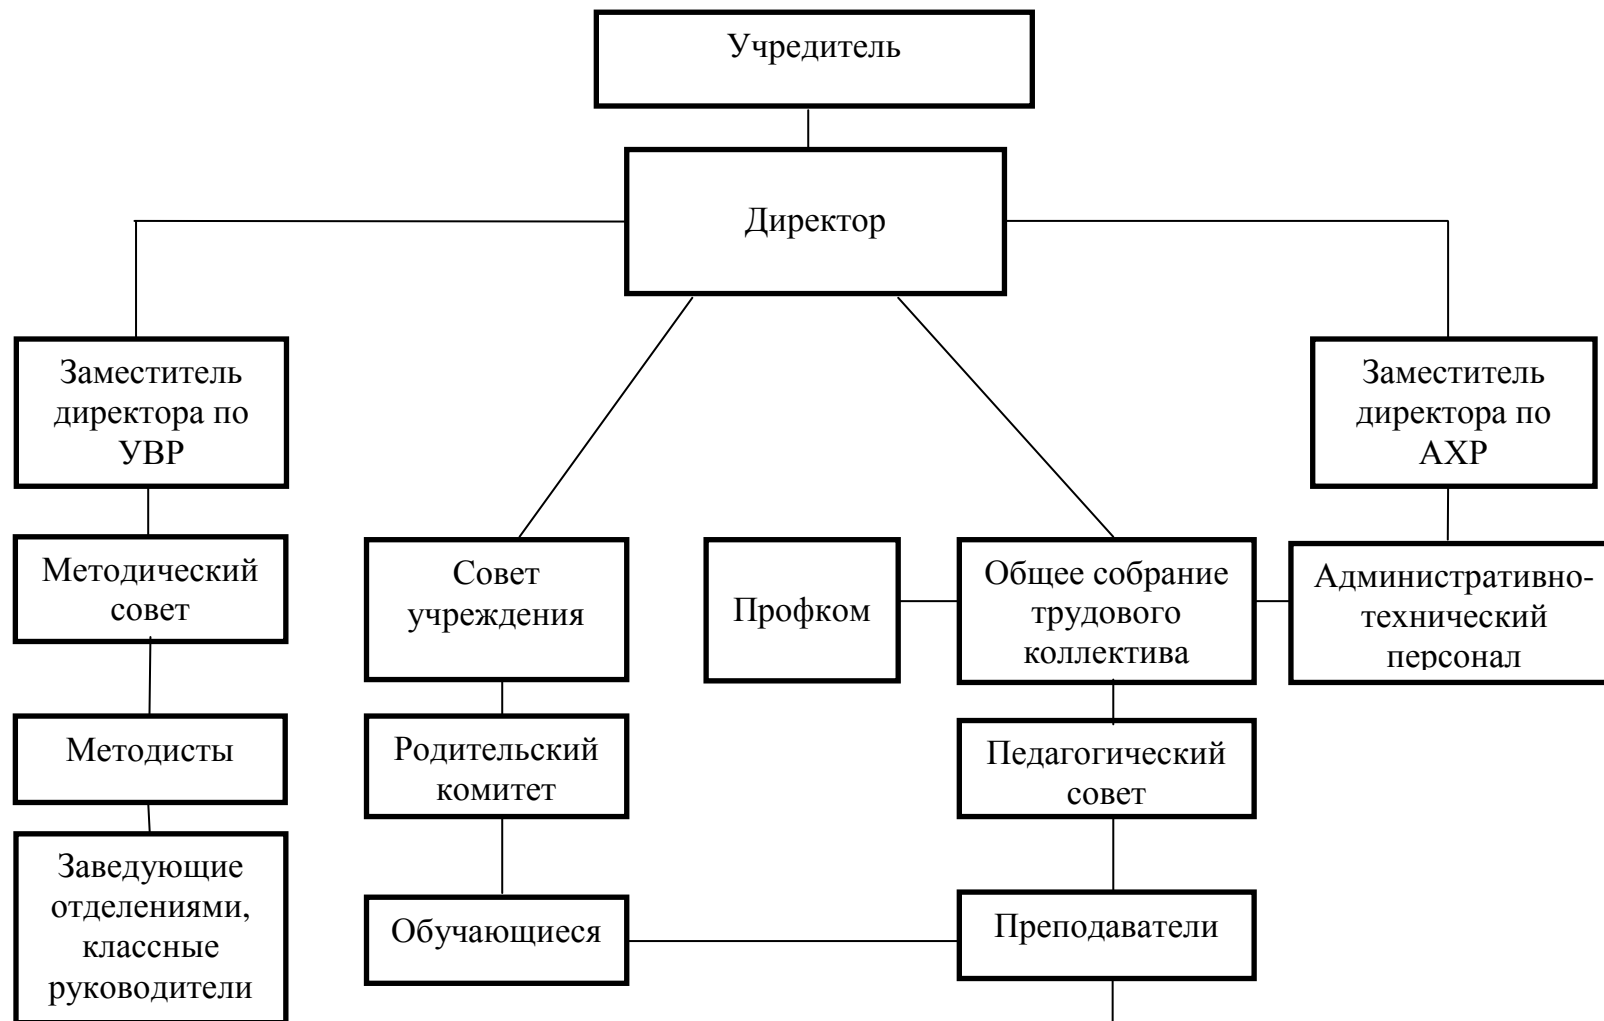 Учредитель
Директор
Заместитель
директора по
УВР
Заместитель
директора по
АХР
Методический
совет
Совет
учреждения
Профком
Общее собрание
трудового
коллектива
Административно-
технический
персонал
Методисты
Родительский
комитет
Педагогический
совет
Заведующие
отделениями,
классные
руководители
Обучающиеся
Преподаватели